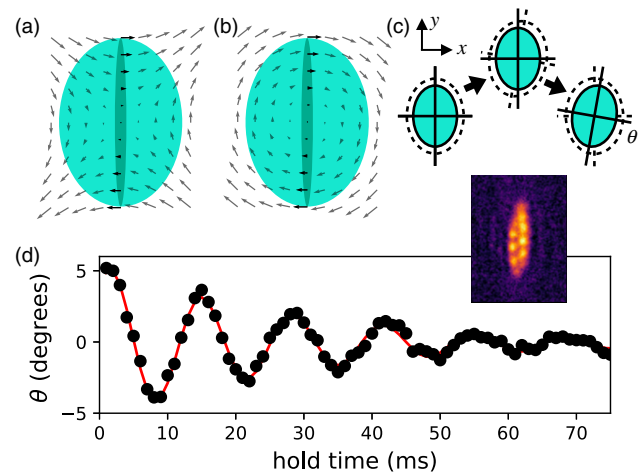 (a)
(b)
(c)
y
x
θ
(d)
5
0
−5
θ (degrees)
0
10
20
30
40
50
60
70
hold time (ms)